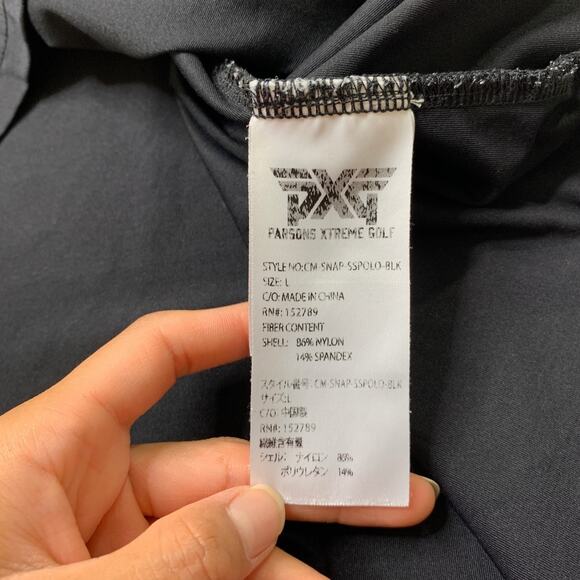 PXG
PARSONS XTREME GOLF
STYLE NO:CM-SNAP-SSPOLO-BLK
SIZE: L
C/O: MADE IN CHINA
RN#: 152789
FIBER CONTENT
SHELL: 86% NYLON
14% SPANDEX
スタイル番号: CM-SNAP-SSPOLO-BLK
サイズ: L
C/O: 中国製
RN#: 152789
繊維含有量
シェル: ナイロン 86%
ポリウレタン 14%